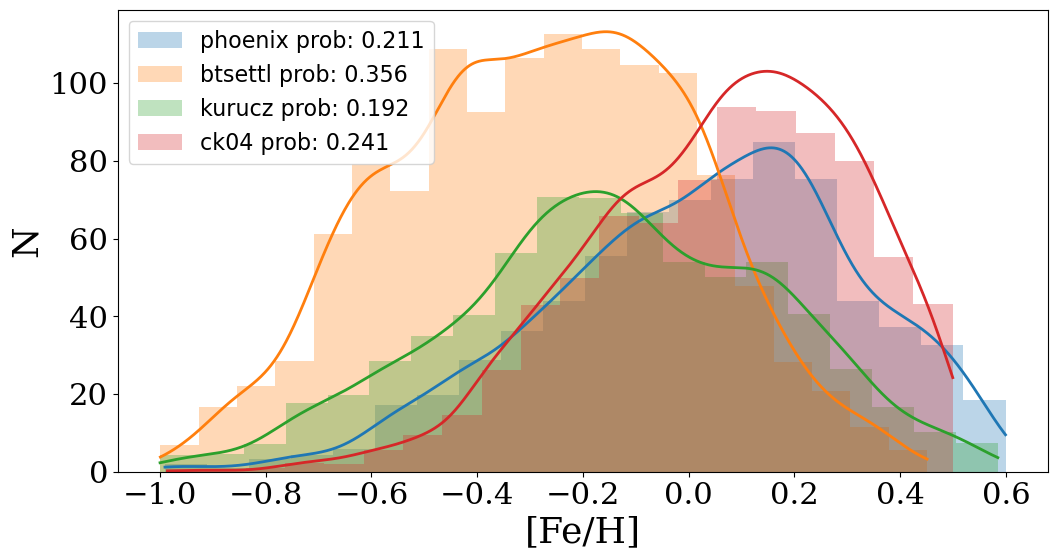 phoenix prob: 0.211
btsettl prob: 0.356
kurucz prob: 0.192
ck04 prob: 0.241
100
80
60
40
20
0
N
−1.0 −0.8 −0.6 −0.4 −0.2 0.0 0.2 0.4 0.6
[Fe/H]